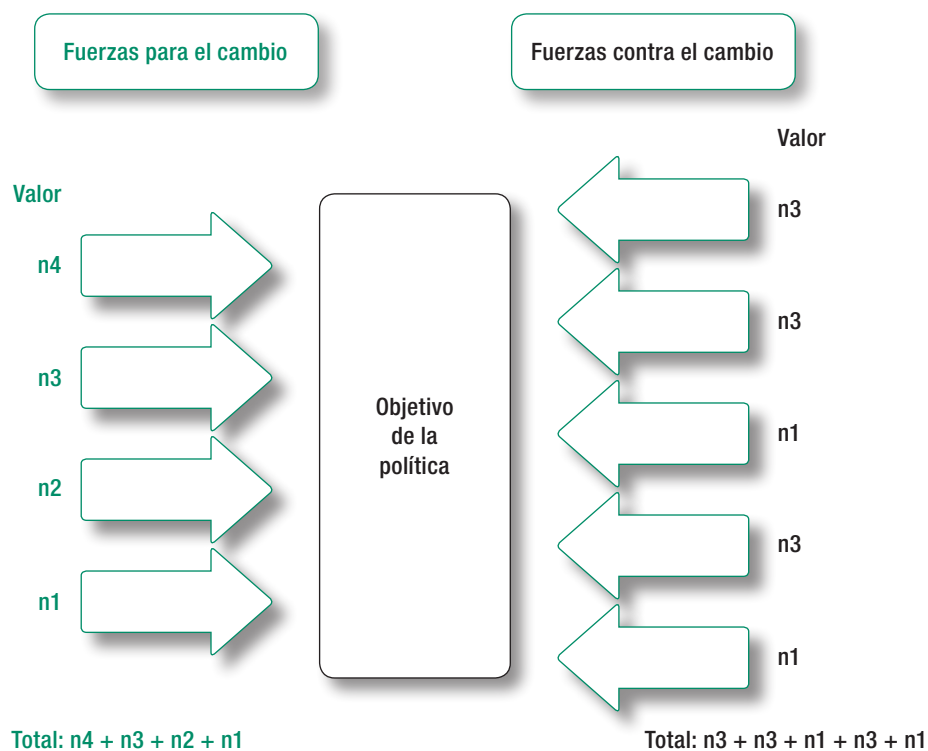 Fuerzas para el cambio
Fuerzas contra el cambio
Valor
n4
n3
n2
n1
Objetivo
de la
política
Valor
n3
n3
n1
n3
n1
Total: n4 + n3 + n2 + n1
Total: n3 + n3 + n1 + n3 + n1